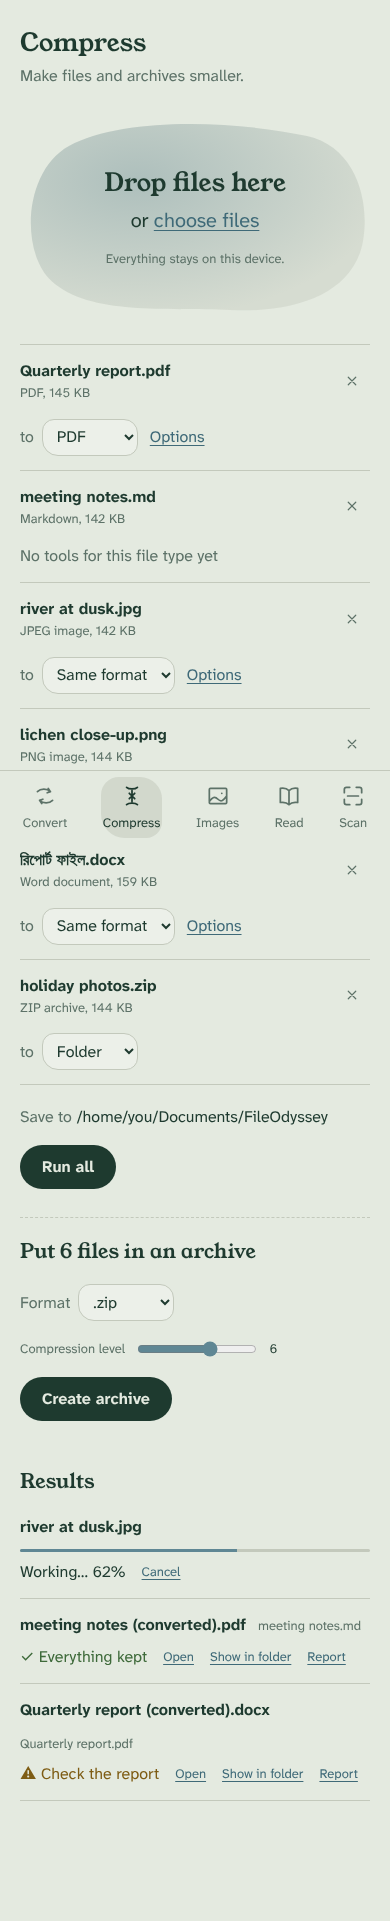 Compress
Make files and archives smaller.
Drop files here
or choose files
Everything stays on this device.
Quarterly report.pdf
PDF, 145 KB
to PDF Options
meeting notes.md
Markdown, 142 KB
No tools for this file type yet
river at dusk.jpg
JPEG image, 142 KB
to Same format Options
lichen close-up.png
PNG image, 144 KB
Convert Compress Images Read Scan
রিপোর্ট ফাইল.docx
Word document, 159 KB
to Same format Options
holiday photos.zip
ZIP archive, 144 KB
to Folder
Save to /home/you/Documents/FileOdyssey
Run all
Put 6 files in an archive
Format .zip
Compression level 6
Create archive
Results
river at dusk.jpg
Working... 62% Cancel
meeting notes (converted).pdf meeting notes.md
Everything kept Open Show in folder Report
Quarterly report (converted).docx
Quarterly report.pdf
Check the report Open Show in folder Report